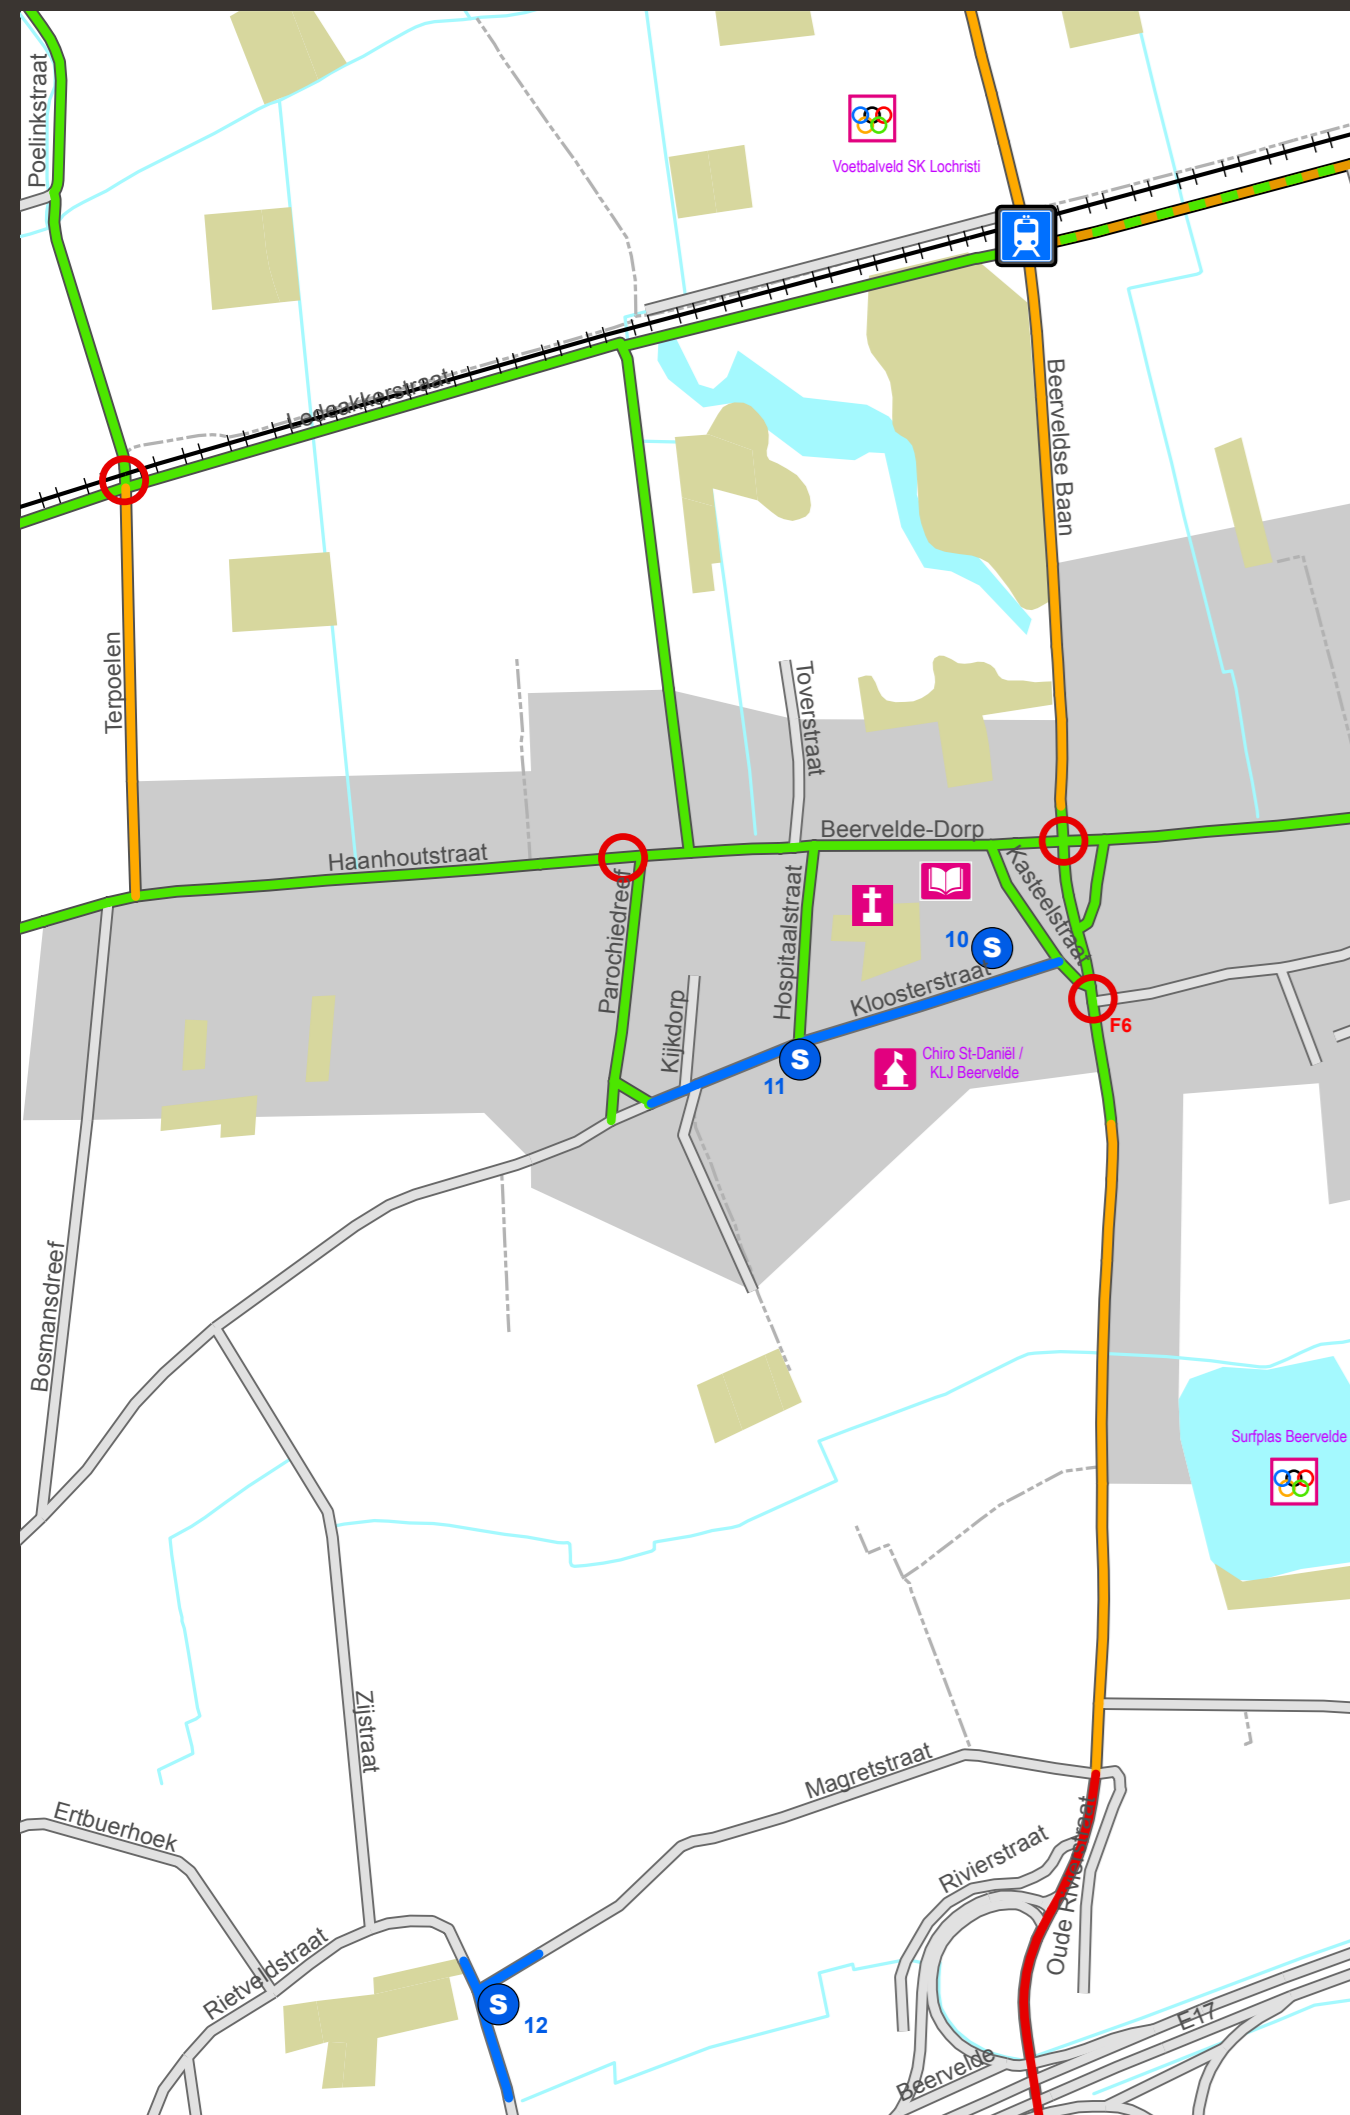 Poelinkstraat
Voetbalveld SK Lochristi
Lodeakkerstraat
Beerveldse Baan
Terpoelen
Toverstraat
Beervelde-Dorp
Haanhoutstraat
Kasteelstraat
Parochiedreef
Hospitaalstraat
10
S
Kloosterstraat
Kijkdorp
F6
Chiro St-Daniël /
KLJ Beervelde
S
11
Bosmansdreef
Surfplas Beervelde
Zijstraat
Magretstraat
Ertbuerhoek
Oude Rivierstraat
Rivierstraat
Rietveldstraat
S
12
E17
Beervelde